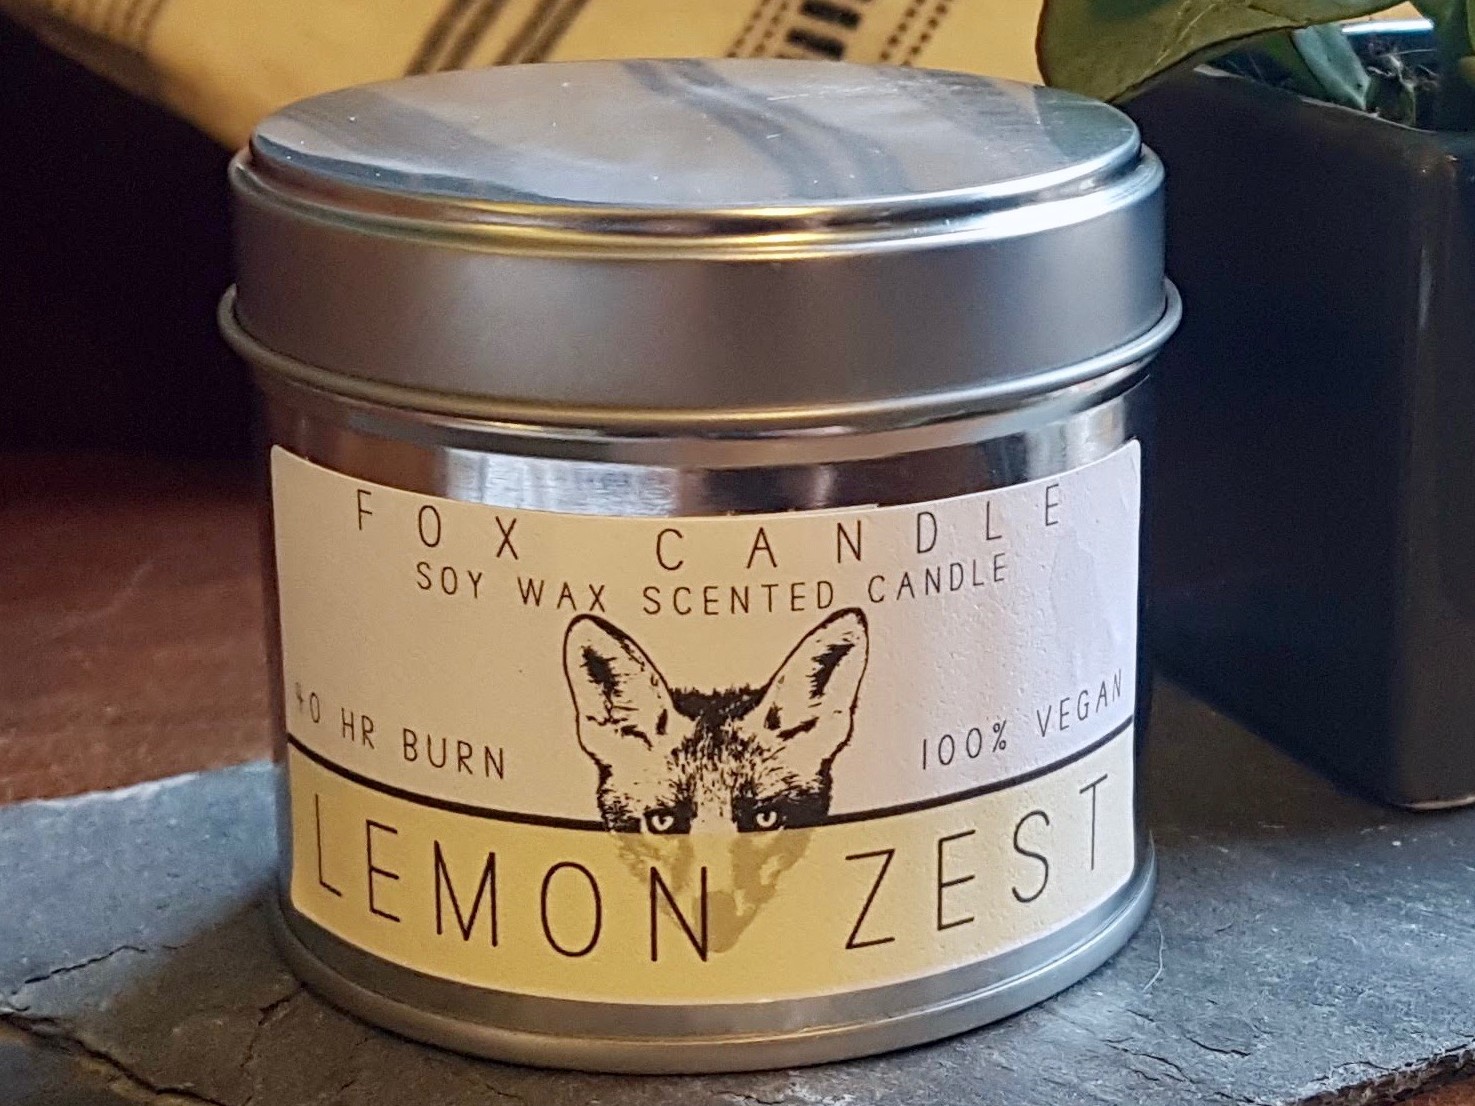 FOX CANDLE
SOY WAX SCENTED CANDLE
40 HR BURN
100% VEGAN
LEMON ZEST